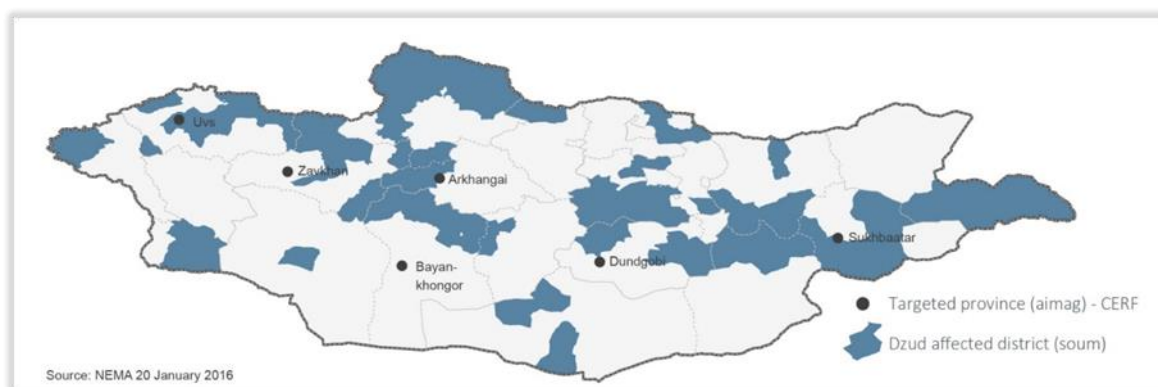 Uvs
Zavkhan
Arkhangai
Sukhbaatar
Dundgobi
Bayan-
khongor
Targeted province (aimag) - CERF
Dzud affected district (soum)
Source: NEMA 20 January 2016